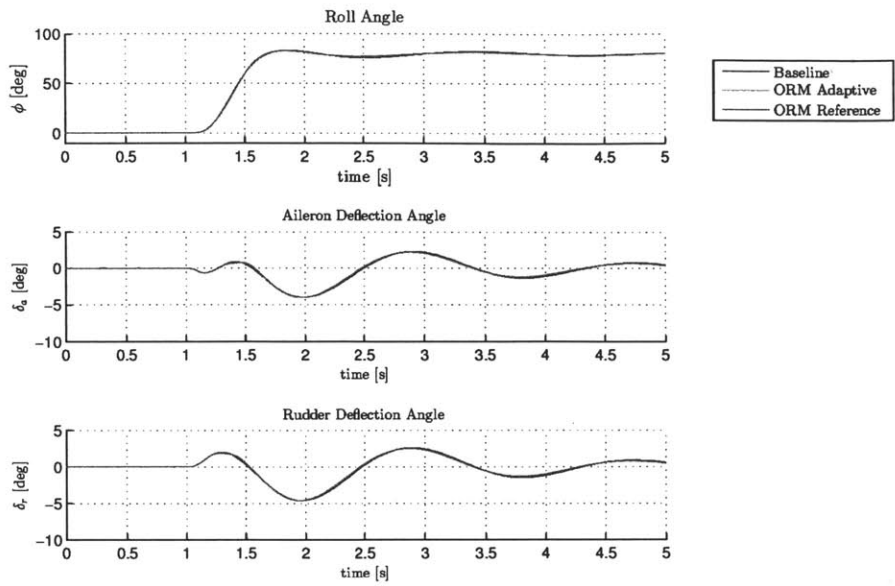 Roll Angle
100
50
0
ϕ [deg]
0 0.5 1 1.5 2 2.5 3 3.5 4 4.5 5
time [s]
Baseline
ORM Adaptive
ORM Reference
Aileron Deflection Angle
5
0
−5
−10
δa [deg]
0 0.5 1 1.5 2 2.5 3 3.5 4 4.5 5
time [s]
Rudder Deflection Angle
5
0
−5
−10
δr [deg]
0 0.5 1 1.5 2 2.5 3 3.5 4 4.5 5
time [s]